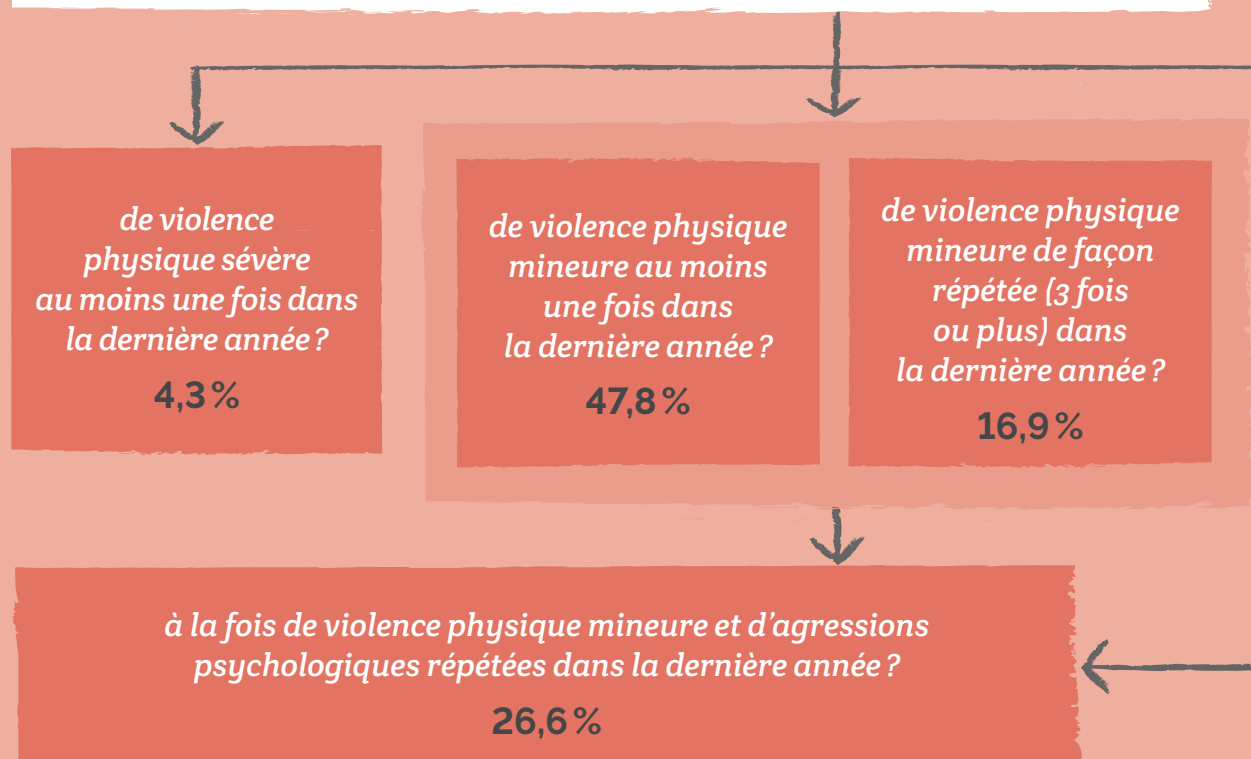 de violence
physique sévère
au moins une fois dans
la dernière année ?
4,3 %
de violence physique
mineure au moins
une fois dans
la dernière année ?
47,8 %
de violence physique
mineure de façon
répétée (3 fois
ou plus) dans
la dernière année ?
16,9 %
à la fois de violence physique mineure et d’agressions
psychologiques répétées dans la dernière année ?
26,6 %